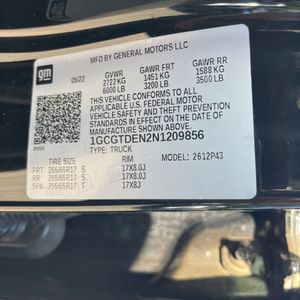 MFD BY GENERAL MOTORS LLC
gm
05/22
GVWR GAWR FRT GAWR RR
2722 KG 1451 KG 1588 KG
6000 LB 3200 LB 3500 LB
THIS VEHICLE CONFORMS TO ALL
APPLICABLE U.S. FEDERAL MOTOR
VEHICLE SAFETY AND THEFT PREVENTION
STANDARDS IN EFFECT ON THE DATE OF
MANUFACTURE SHOWN ABOVE.
1GCGTDEN2N1209856
TYPE: TRUCK MODEL: 2612P43
TIRE SIZE RIM
FRT 265/65R17 S 17X8.0J
RR 265/65R17 S 17X8.0J
SPA 255/65R17 T 17X8J